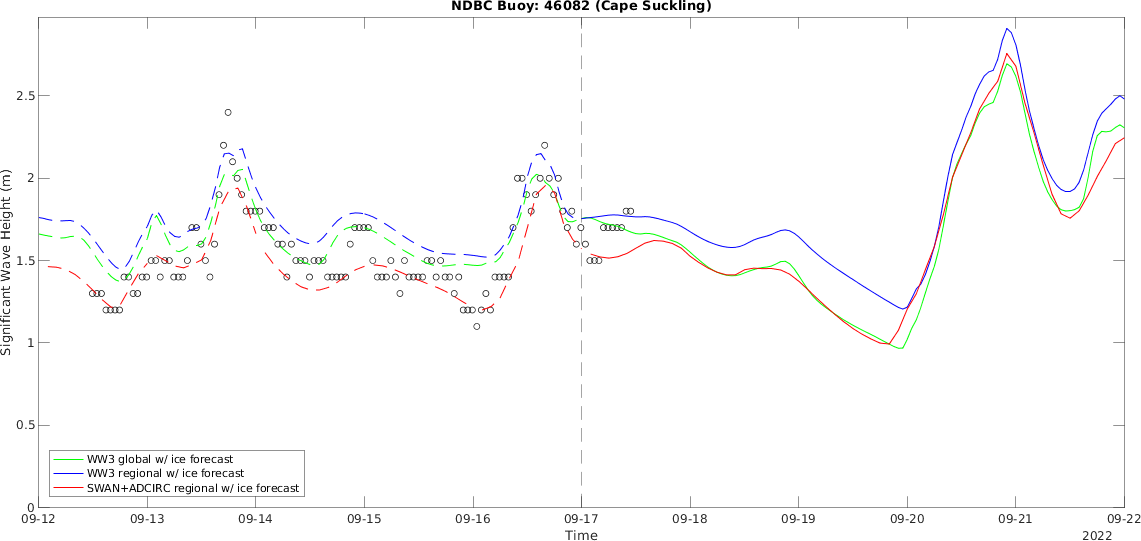 NDBC Buoy: 46082 (Cape Suckling)
Significant Wave Height (m)
2.5
2
1.5
1
0.5
0
WW3 global w/ ice forecast
WW3 regional w/ ice forecast
SWAN+ADCIRC regional w/ ice forecast
09-12 09-13 09-14 09-15 09-16 09-17 09-18 09-19 09-20 09-21 09-22
Time
2022